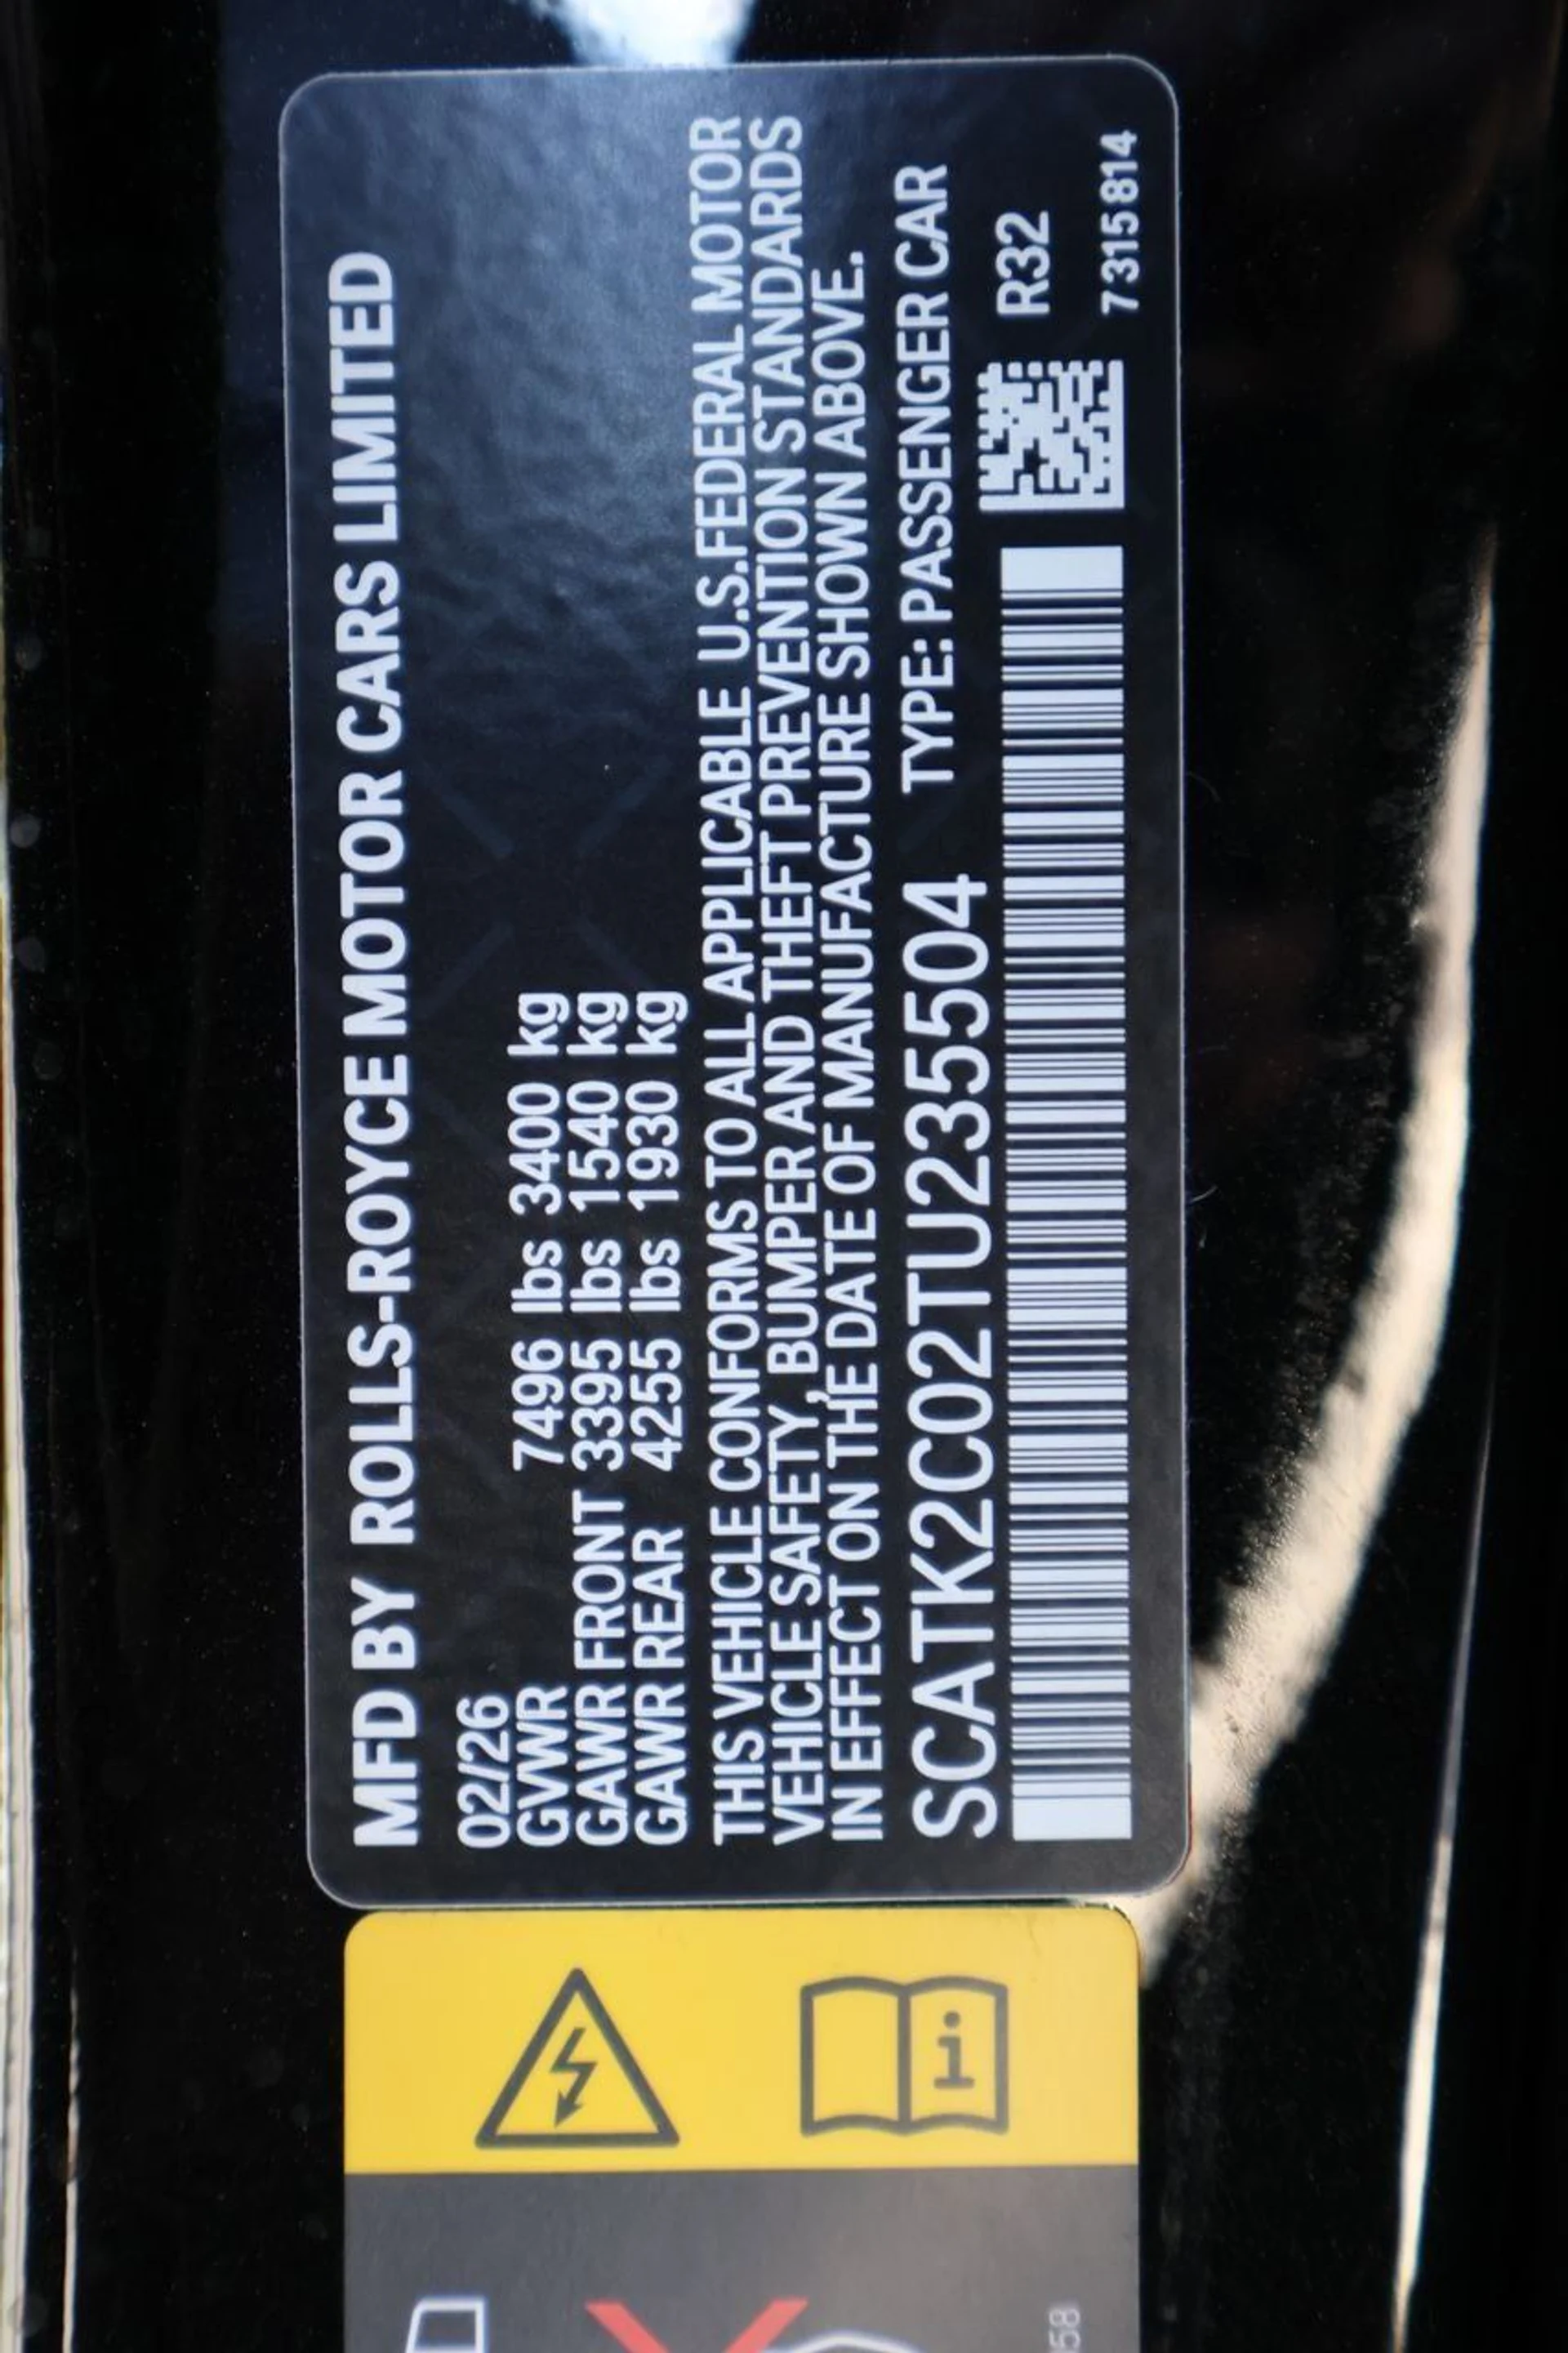 MFD BY ROLLS-ROYCE MOTOR CARS LIMITED
02/26
GVWR 7496 lbs 3400 kg
GAWR FRONT 3395 lbs 1540 kg
GAWR REAR 4255 lbs 1930 kg
THIS VEHICLE CONFORMS TO ALL APPLICABLE U.S.FEDERAL MOTOR
VEHICLE SAFETY, BUMPER AND THEFT PREVENTION STANDARDS
IN EFFECT ON THE DATE OF MANUFACTURE SHOWN ABOVE.
SCATK2C02TU235504 TYPE: PASSENGER CAR
R32
7315814
i